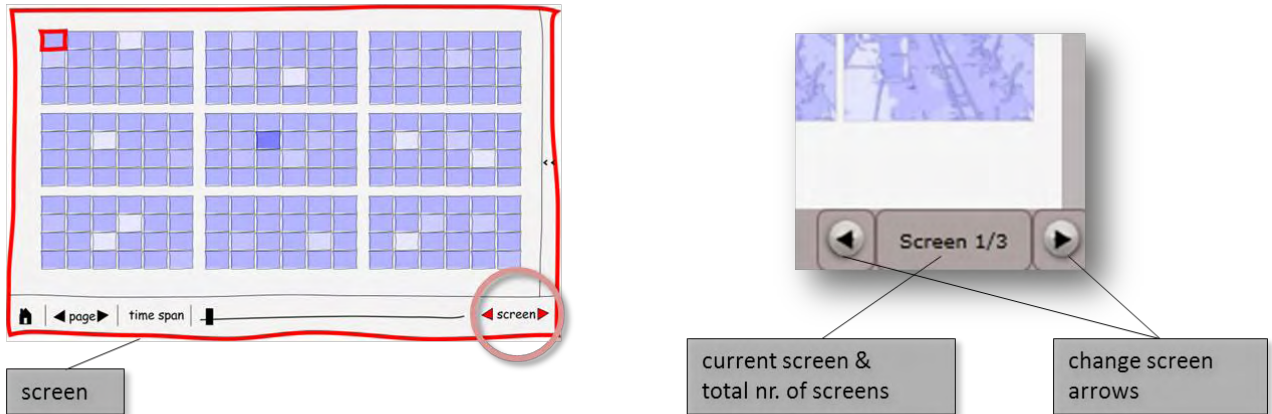 page
time span
screen
screen
Screen 1/3
current screen &
total nr. of screens
change screen
arrows